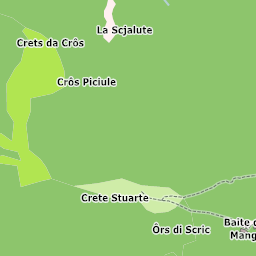 La Scjalute
Crets da Crôs
Crôs Piciule
Crete Stuarte
Ôrs di Scric
Baite d
Mang